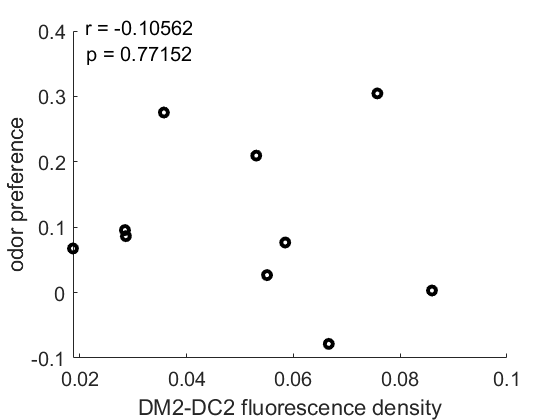 r = -0.10562
p = 0.77152
0.4
0.3
0.2
0.1
0
-0.1
odor preference
0.02 0.04 0.06 0.08 0.1
DM2-DC2 fluorescence density